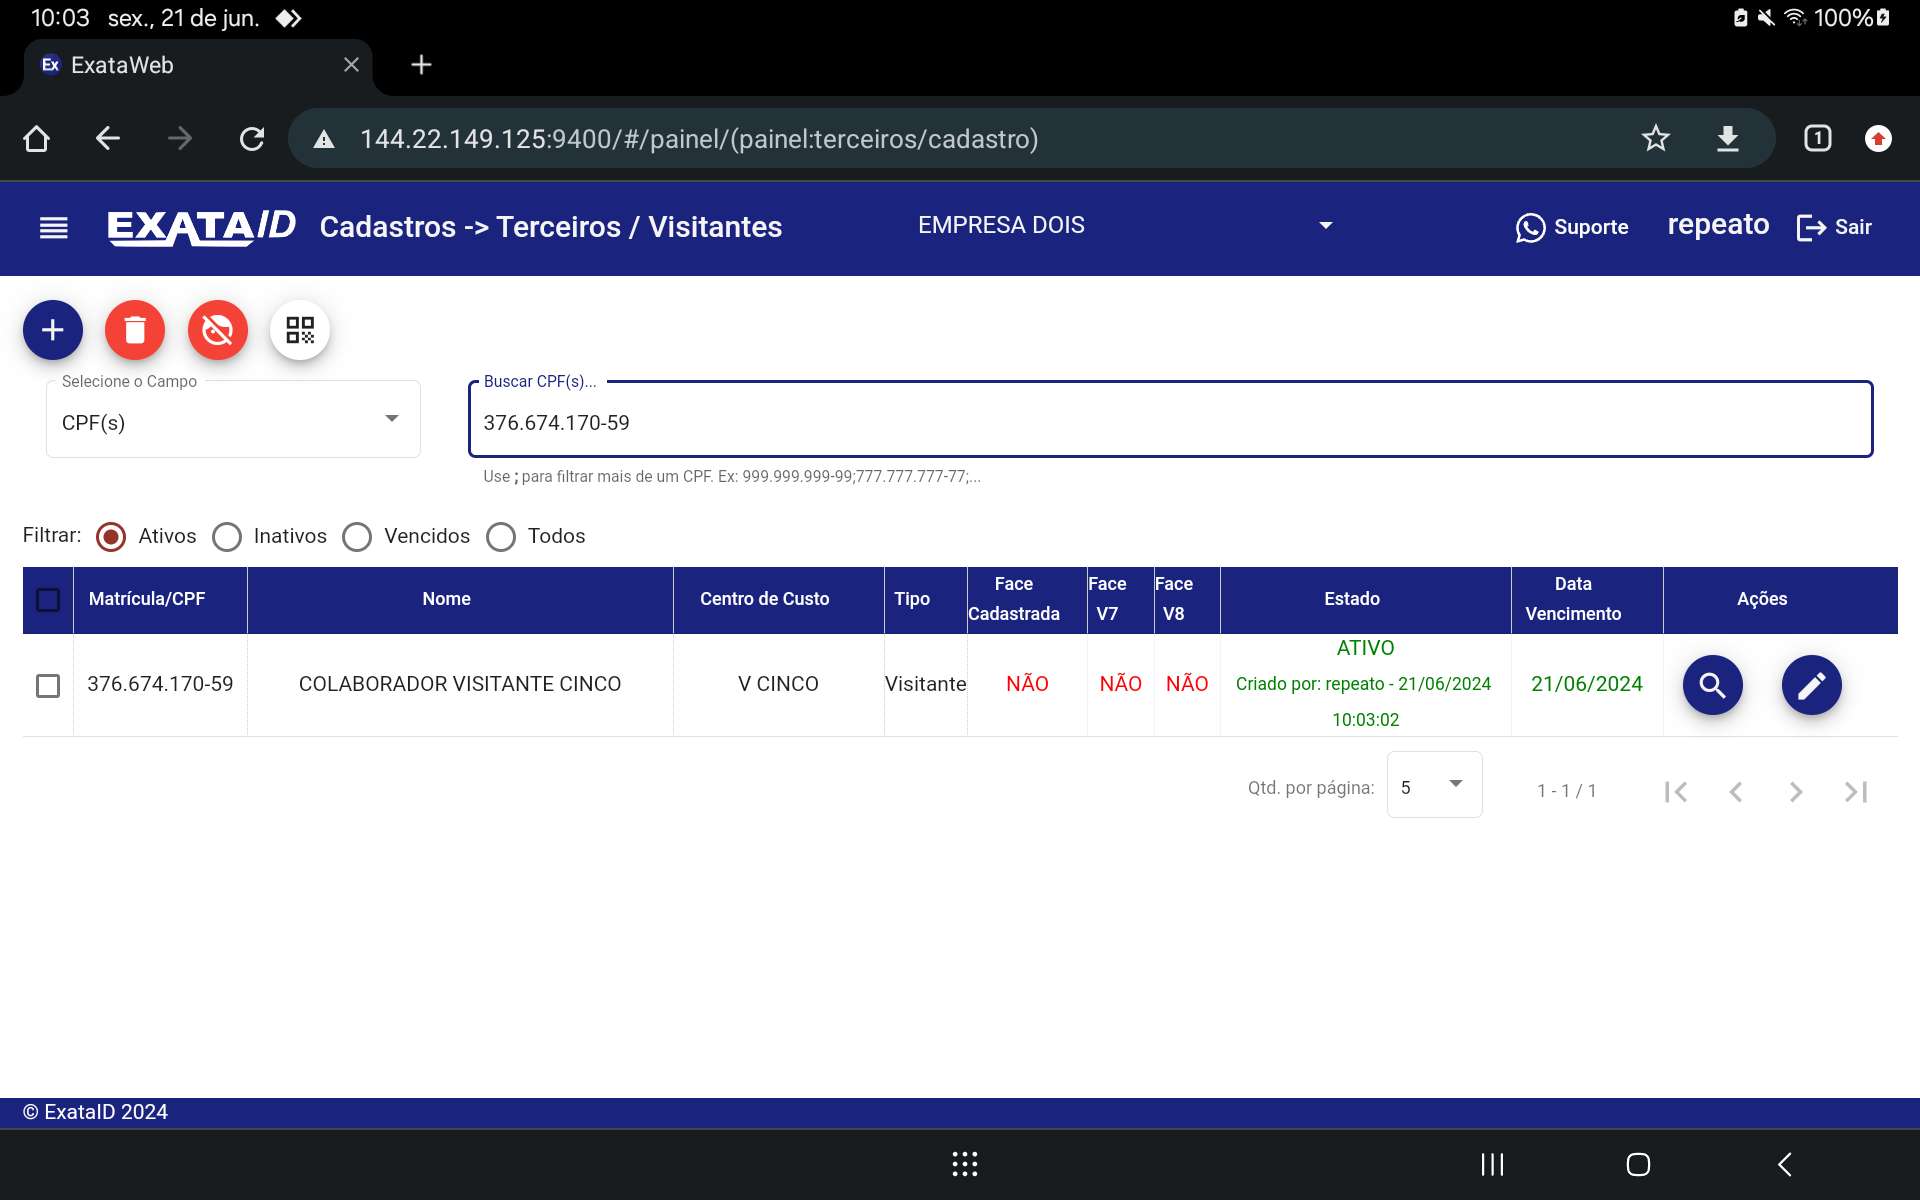 10:03 sex., 21 de jun.
100%
Ex ExataWeb
144.22.149.125:9400/#/painel/(painel:terceiros/cadastro)
1
EXATAID Cadastros -> Terceiros / Visitantes EMPRESA DOIS Suporte repeato Sair
Selecione o Campo
CPF(s)
Buscar CPF(s)...
376.674.170-59
Use ; para filtrar mais de um CPF. Ex: 999.999.999-99;777.777.777-77;...
Filtrar: Ativos Inativos Vencidos Todos
Matrícula/CPF Nome Centro de Custo Tipo Face Cadastrada Face V7 Face V8 Estado Data Vencimento Ações
376.674.170-59 COLABORADOR VISITANTE CINCO V CINCO Visitante NÃO NÃO NÃO ATIVO
Criado por: repeato - 21/06/2024
10:03:02
21/06/2024
Qtd. por página: 5 1 - 1 / 1
© ExataID 2024